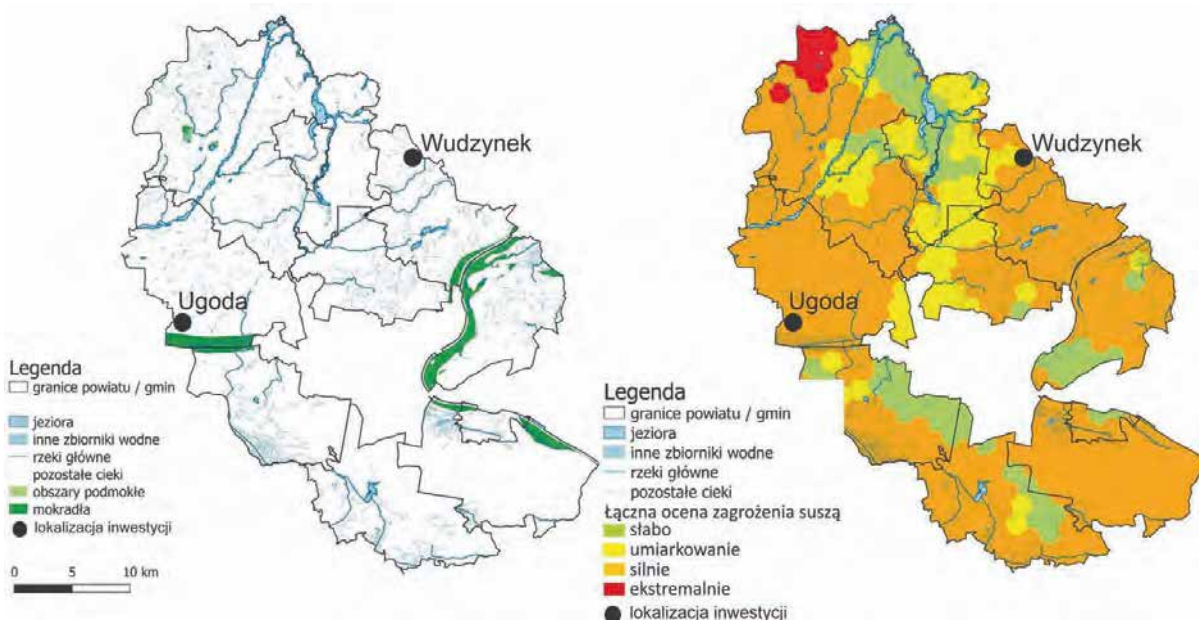 Wudzynek
Ugoda
Legenda
granice powiatu / gmin
jeziora
inne zbiorniki wodne
rzeki główne
pozostałe cieki
obszary podmokłe
mokradła
lokalizacja inwestycji
0 5 10 km
Wudzynek
Ugoda
Legenda
granice powiatu / gmin
jeziora
inne zbiorniki wodne
rzeki główne
pozostałe cieki
Łączna ocena zagrożenia suszą
słabo
umiarkowanie
silnie
ekstremalnie
lokalizacja inwestycji